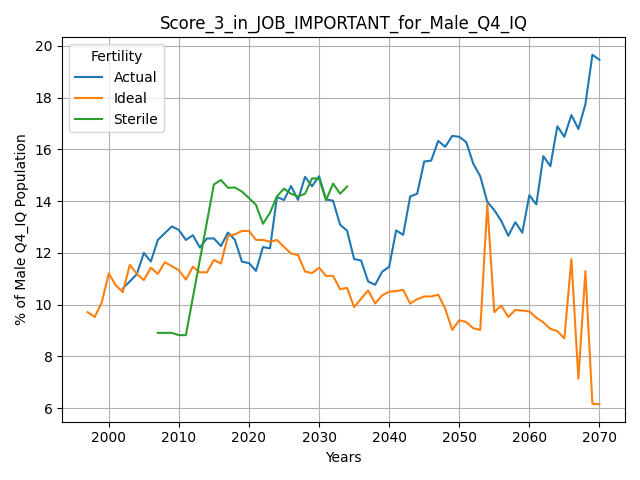 Score_3_in_JOB_IMPORTANT_for_Male_Q4_IQ
Fertility
Actual
Ideal
Sterile
% of Male Q4_IQ Population
20
18
16
14
12
10
8
6
2000 2010 2020 2030 2040 2050 2060 2070
Years